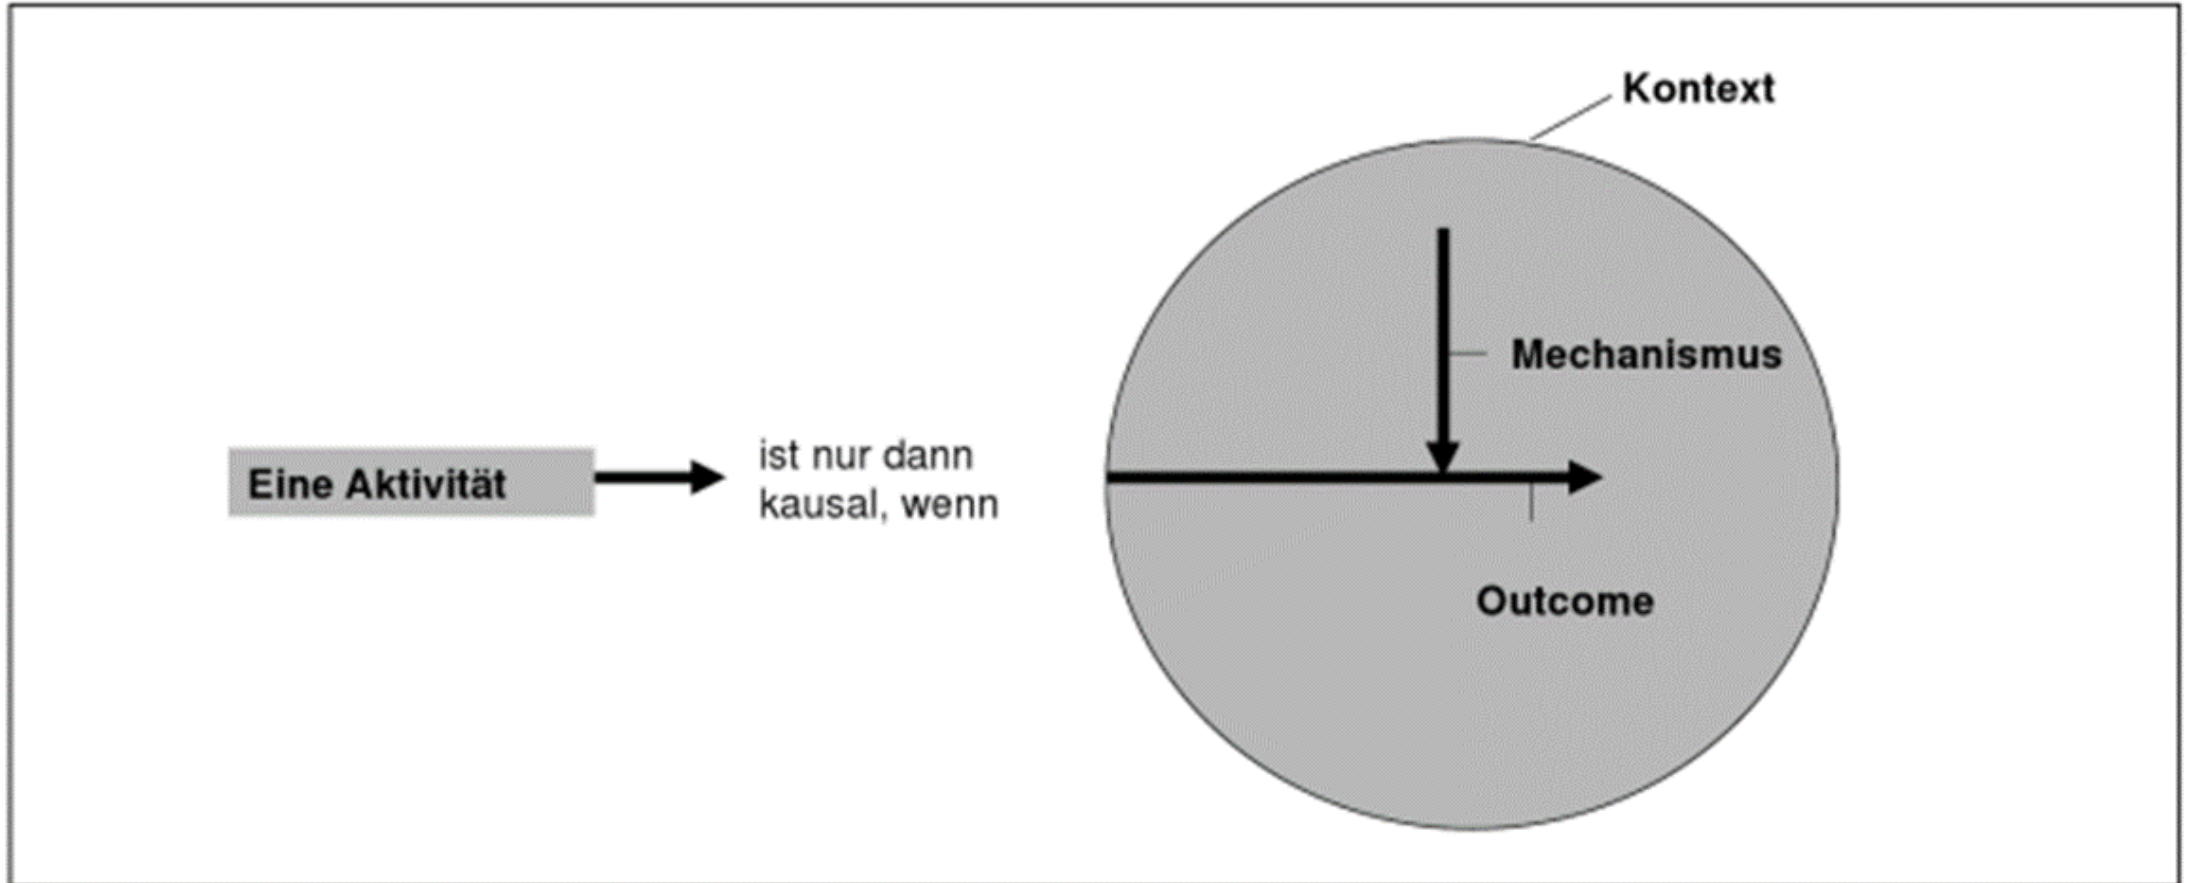 Kontext
Mechanismus
Eine Aktivität
ist nur dann
kausal, wenn
Outcome